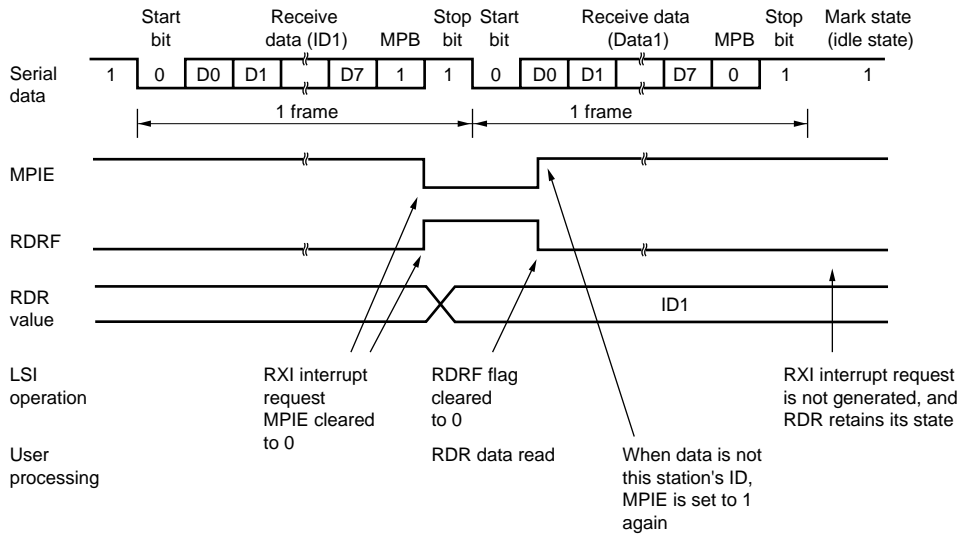 Start bit
Receive data (ID1)
MPB
Stop bit
Start bit
Receive data (Data1)
MPB
Stop bit
Mark state (idle state)
Serial data
1 0 D0 D1 D7 1 1 0 D0 D1 D7 0 1 1
1 frame
1 frame
MPIE
RDRF
RDR value
ID1
LSI operation
RXI interrupt request
MPIE cleared to 0
RDRF flag cleared to 0
RXI interrupt request is not generated, and RDR retains its state
User processing
RDR data read
When data is not this station's ID, MPIE is set to 1 again